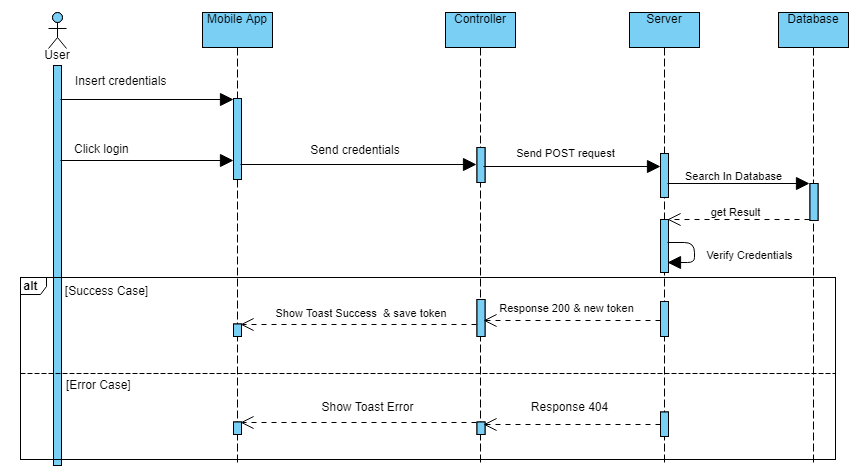 Mobile App
Controller
Server
Database
User
Insert credentials
Click login
Send credentials
Send POST request
Search In Database
get Result
Verify Credentials
alt
[Success Case]
Show Toast Success & save token
Response 200 & new token
[Error Case]
Show Toast Error
Response 404